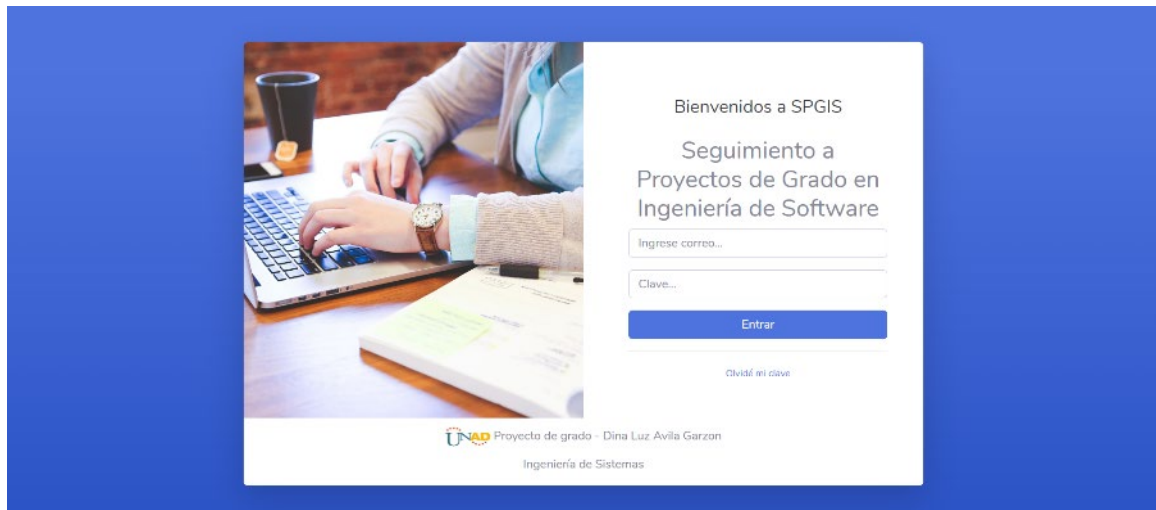 Bienvenidos a SPGIS
Seguimiento a
Proyectos de Grado en
Ingeniería de Software
Ingrese correo...
Clave...
Entrar
Olvidé mi clave
UNAD Proyecto de grado - Dina Luz Avila Garzon
Ingeniería de Sistemas